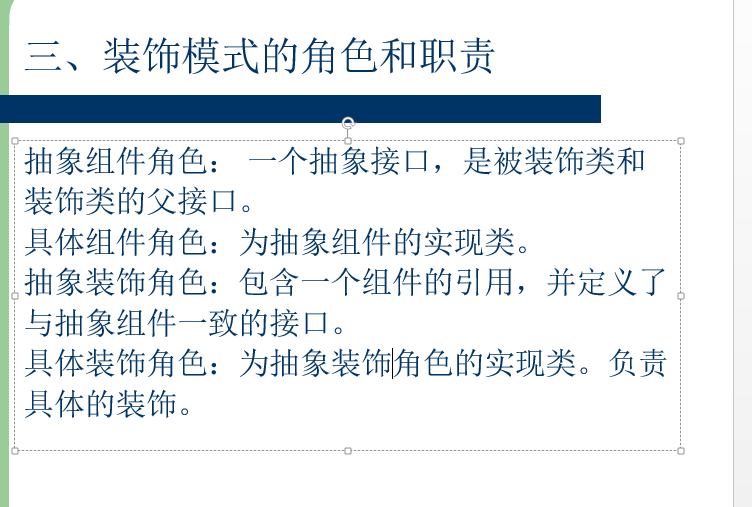 三、装饰模式的角色和职责
抽象组件角色： 一个抽象接口，是被装饰类和
装饰类的父接口。
具体组件角色：为抽象组件的实现类。
抽象装饰角色：包含一个组件的引用，并定义了
与抽象组件一致的接口。
具体装饰角色：为抽象装饰角色的实现类。负责
具体的装饰。